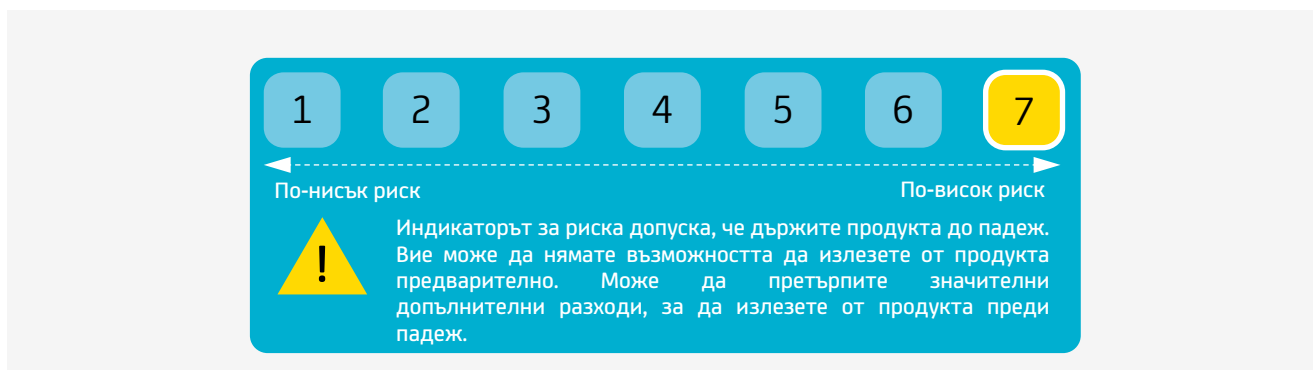 1 2 3 4 5 6 7
По-нисък риск По-висок риск
!
Индикаторът за риска допуска, че държите продукта до падеж.
Вие може да нямате възможността да излезете от продукта
предварително. Може да претърпите значителни
допълнителни разходи, за да излезете от продукта преди
падеж.